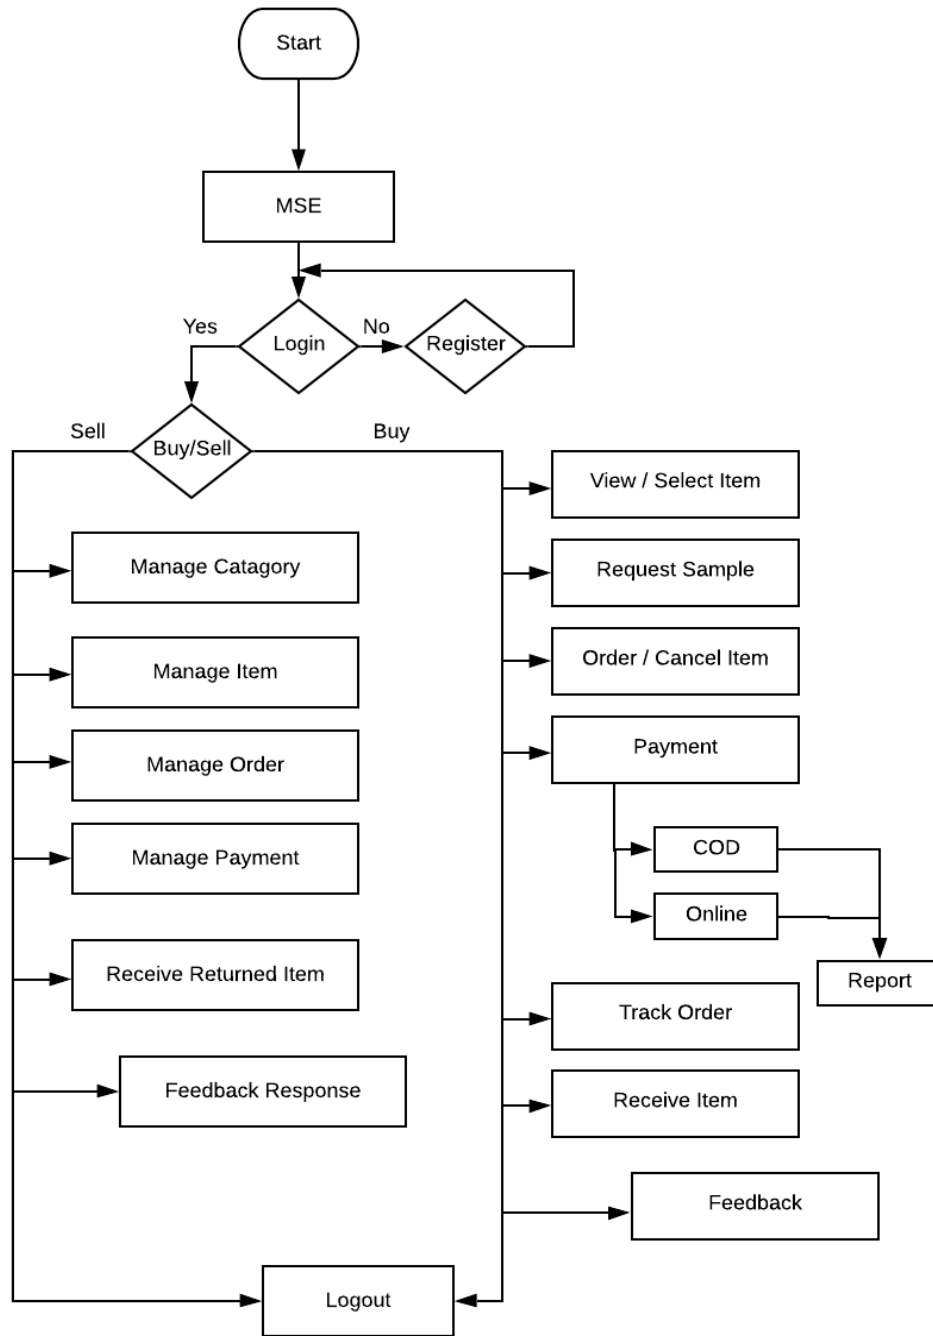 Start
MSE
Yes
Login
No
Register
Sell
Buy/Sell
Buy
View / Select Item
Manage Catagory
Request Sample
Manage Item
Order / Cancel Item
Manage Order
Payment
Manage Payment
COD
Online
Receive Returned Item
Report
Track Order
Feedback Response
Receive Item
Feedback
Logout